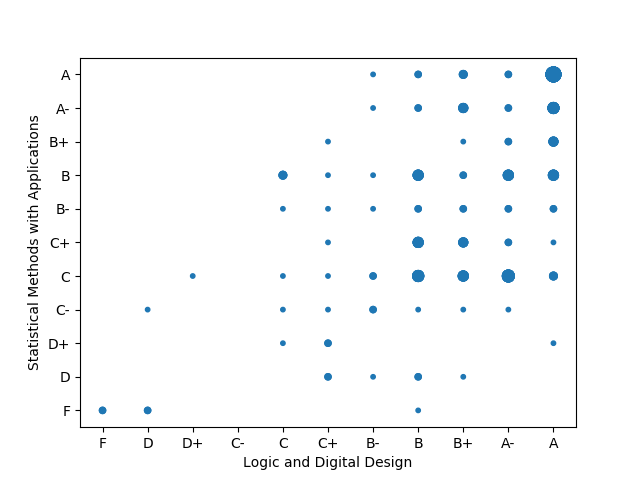 Statistical Methods with Applications
A
A-
B+
B
B-
C+
C
C-
D+
D
F
F D D+ C- C C+ B- B B+ A- A
Logic and Digital Design